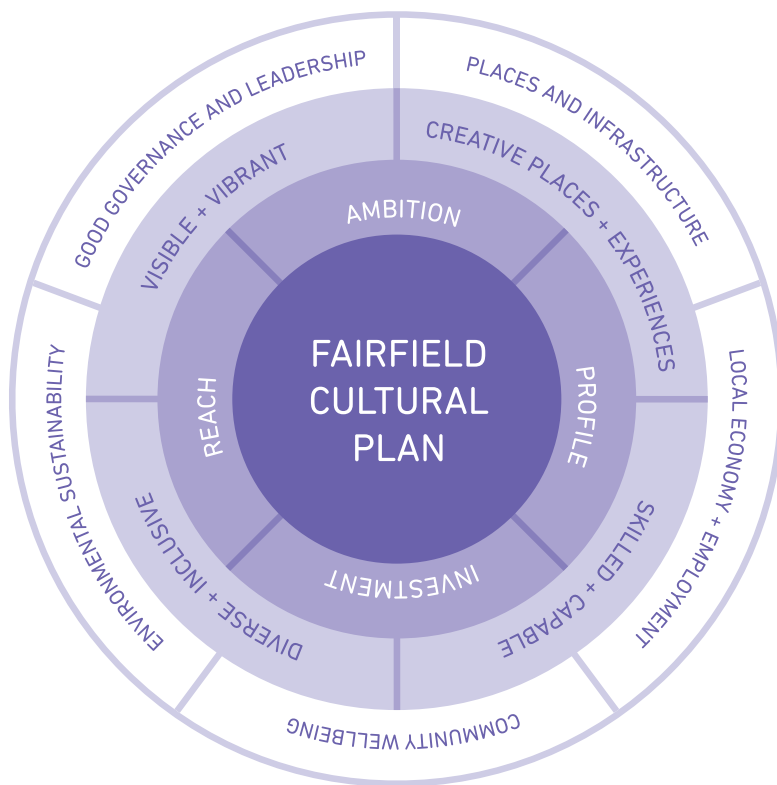 FAIRFIELD
CULTURAL
PLAN
AMBITION
PROFILE
INVESTMENT
REACH
CREATIVE PLACES + EXPERIENCES
SKILLED + CAPABLE
DIVERSE + INCLUSIVE
VISIBLE + VIBRANT
PLACES AND INFRASTRUCTURE
LOCAL ECONOMY + EMPLOYMENT
COMMUNITY WELLBEING
ENVIRONMENTAL SUSTAINABILITY
GOOD GOVERNANCE AND LEADERSHIP